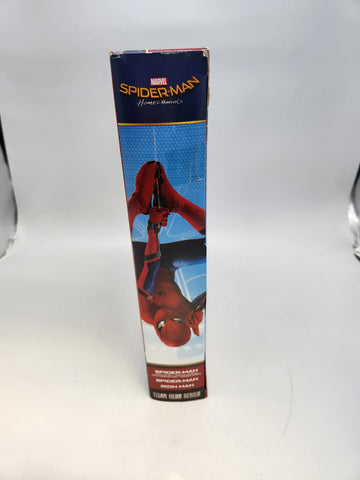 MARVEL
SPIDER-MAN
HOMECOMING
SPIDER-MAN
SPIDER-MAN
IRON MAN
TITAN HERO SERIES